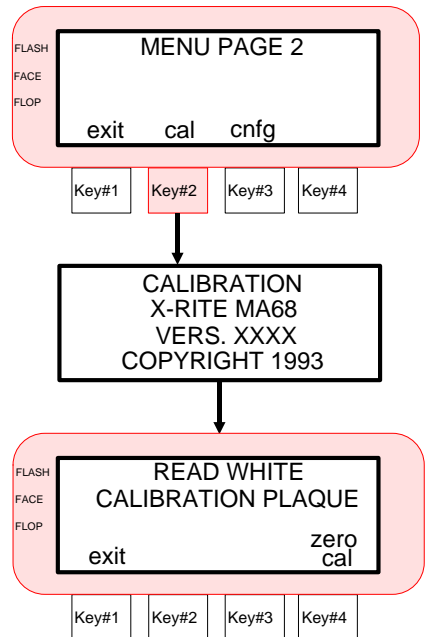 MENU PAGE 2
FLASH
FACE
FLOP
exit cal cnfg
Key#1 Key#2 Key#3 Key#4
CALIBRATION
X-RITE MA68
VERS. XXXX
COPYRIGHT 1993
READ WHITE
CALIBRATION PLAQUE
FLASH
FACE
FLOP
zero
exit cal
Key#1 Key#2 Key#3 Key#4